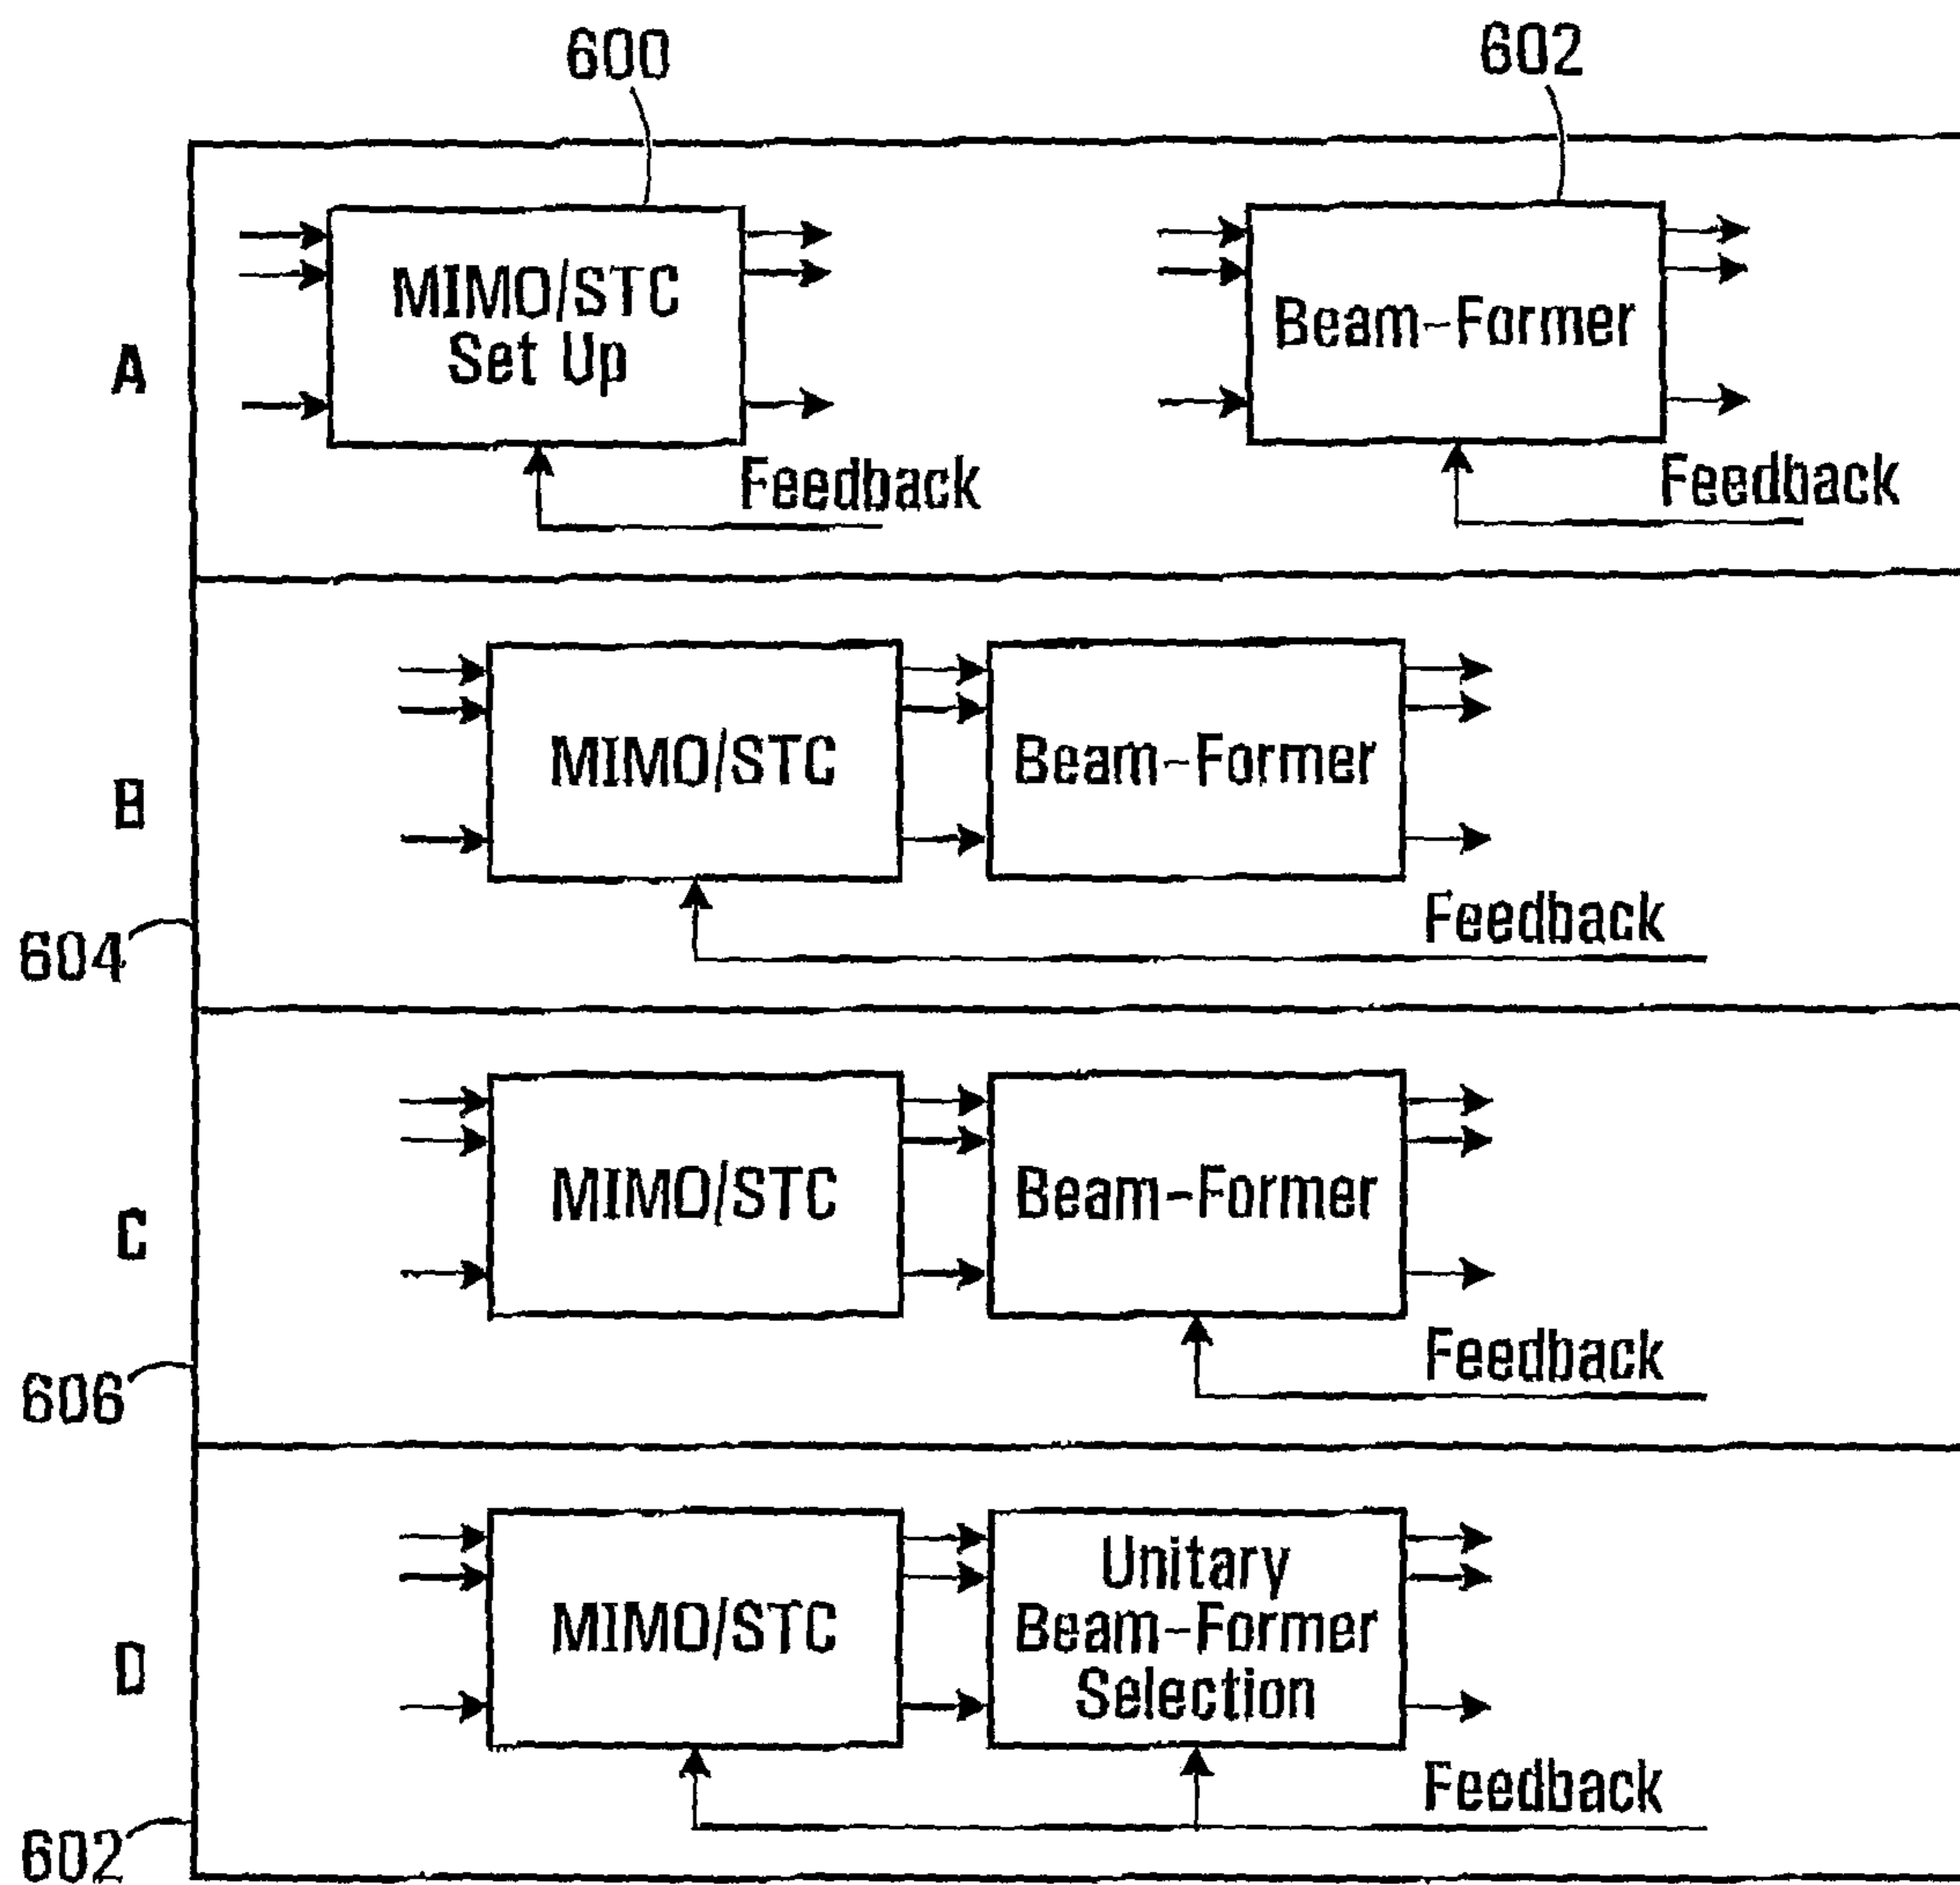 600
602
A
MIMO/STC
Set Up
Beam-Former
Feedback
Feedback
B
MIMO/STC
Beam-Former
Feedback
604
C
MIMO/STC
Beam-Former
Feedback
606
D
MIMO/STC
Unitary
Beam-Former
Selection
Feedback
602